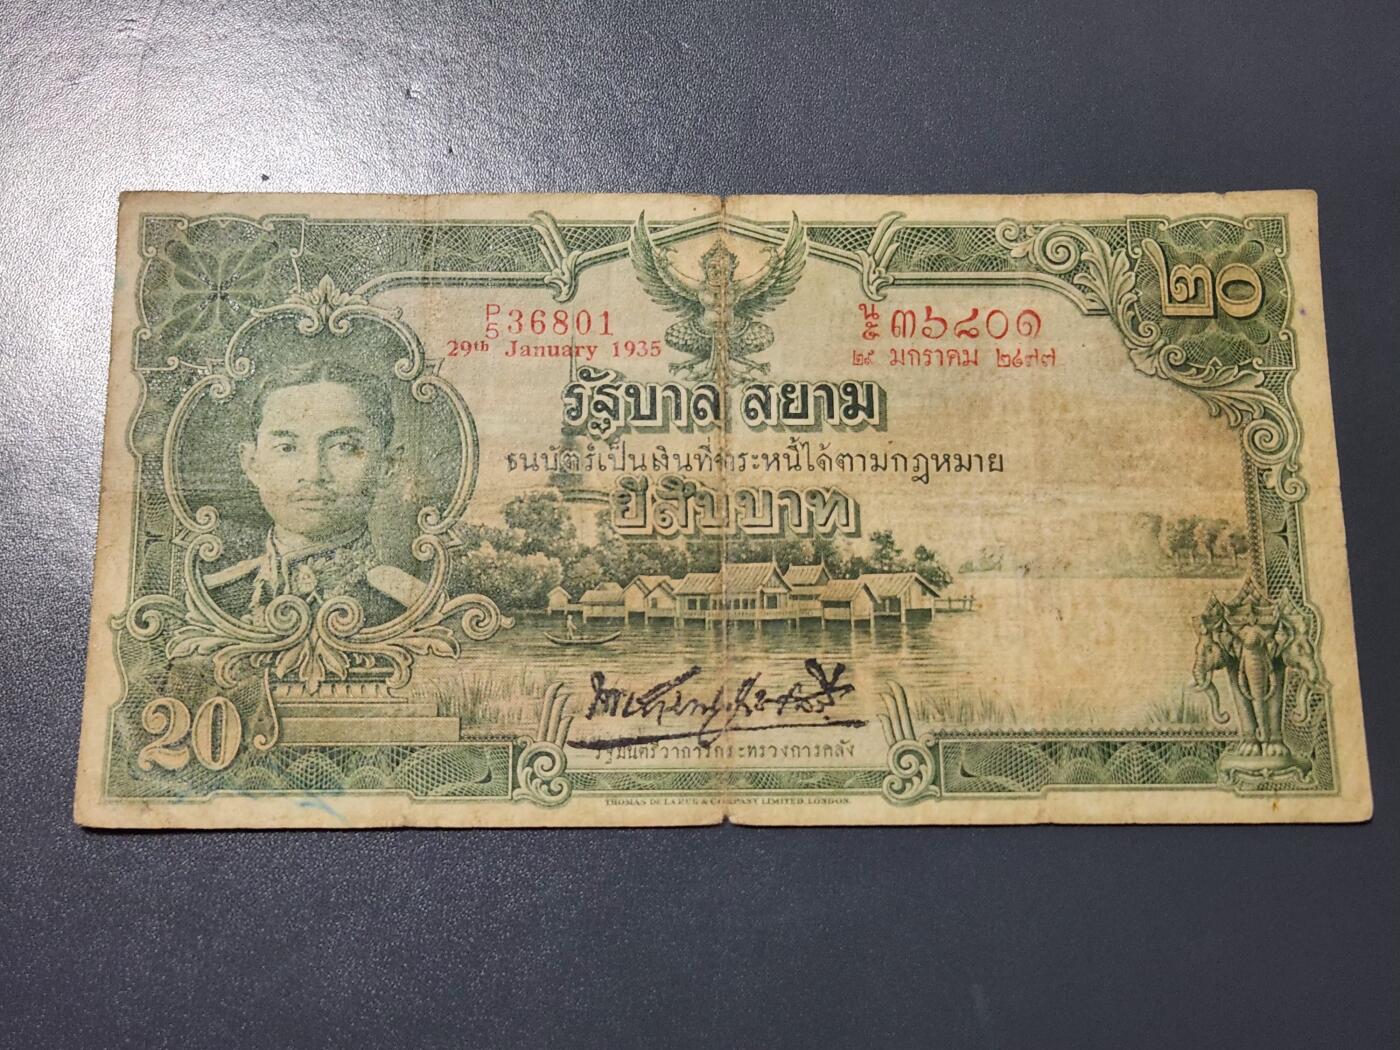 ๒๐
P/5 36801
29th January 1935
น/๕ ๓๖๘๐๑
๒๙ มกราคม ๒๔๗๗
รัฐบาล สยาม
ธนบัตร์เป็นเงินที่ชำระหนี้ได้ตามกฎหมาย
ยี่สิบบาท
รัฐมนตรีว่าการกระทรวงการคลัง
20
THOMAS DE LA RUE & COMPANY LIMITED, LONDON.